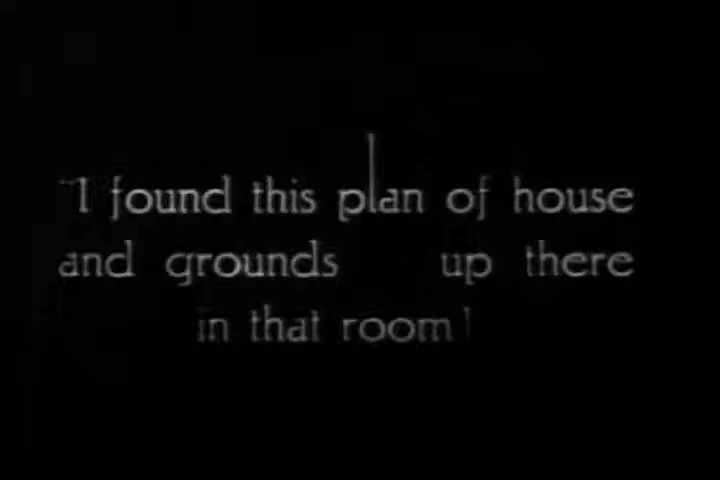 "I found this plan of house
and grounds up there
in that room!